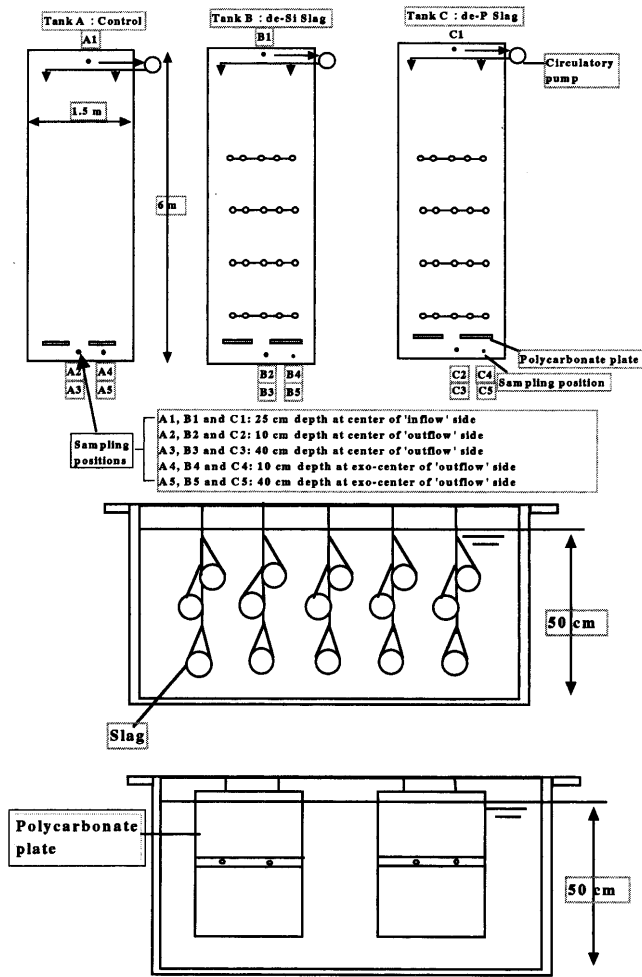 Tank A : Control
A1
Tank B : de-Si Slag
B1
Tank C : de-P Slag
C1
Circulatory
pump
1.5 m
6 m
Polycarbonate plate
Sampling position
A2
A4
A3
A5
B2
B4
B3
B5
C2
C4
C3
C5
Sampling
positions
A1, B1 and C1: 25 cm depth at center of 'inflow' side
A2, B2 and C2: 10 cm depth at center of 'outflow' side
A3, B3 and C3: 40 cm depth at center of 'outflow' side
A4, B4 and C4: 10 cm depth at exo-center of 'outflow' side
A5, B5 and C5: 40 cm depth at exo-center of 'outflow' side
50 cm
Slag
Polycarbonate
plate
50 cm